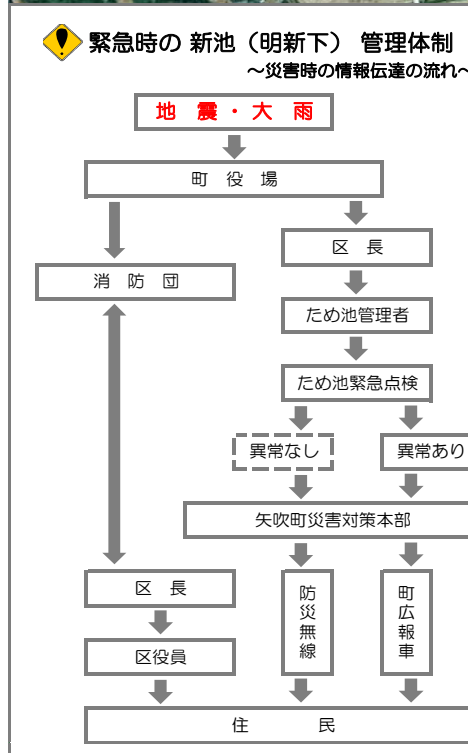 緊急時の 新池（明新下） 管理体制
～災害時の情報伝達の流れ～
地 震・大 雨
町 役 場
区 長
消 防 団
ため池管理者
ため池緊急点検
異常なし
異常あり
矢吹町災害対策本部
区 長
防災無線
町広報車
区役員
住 民